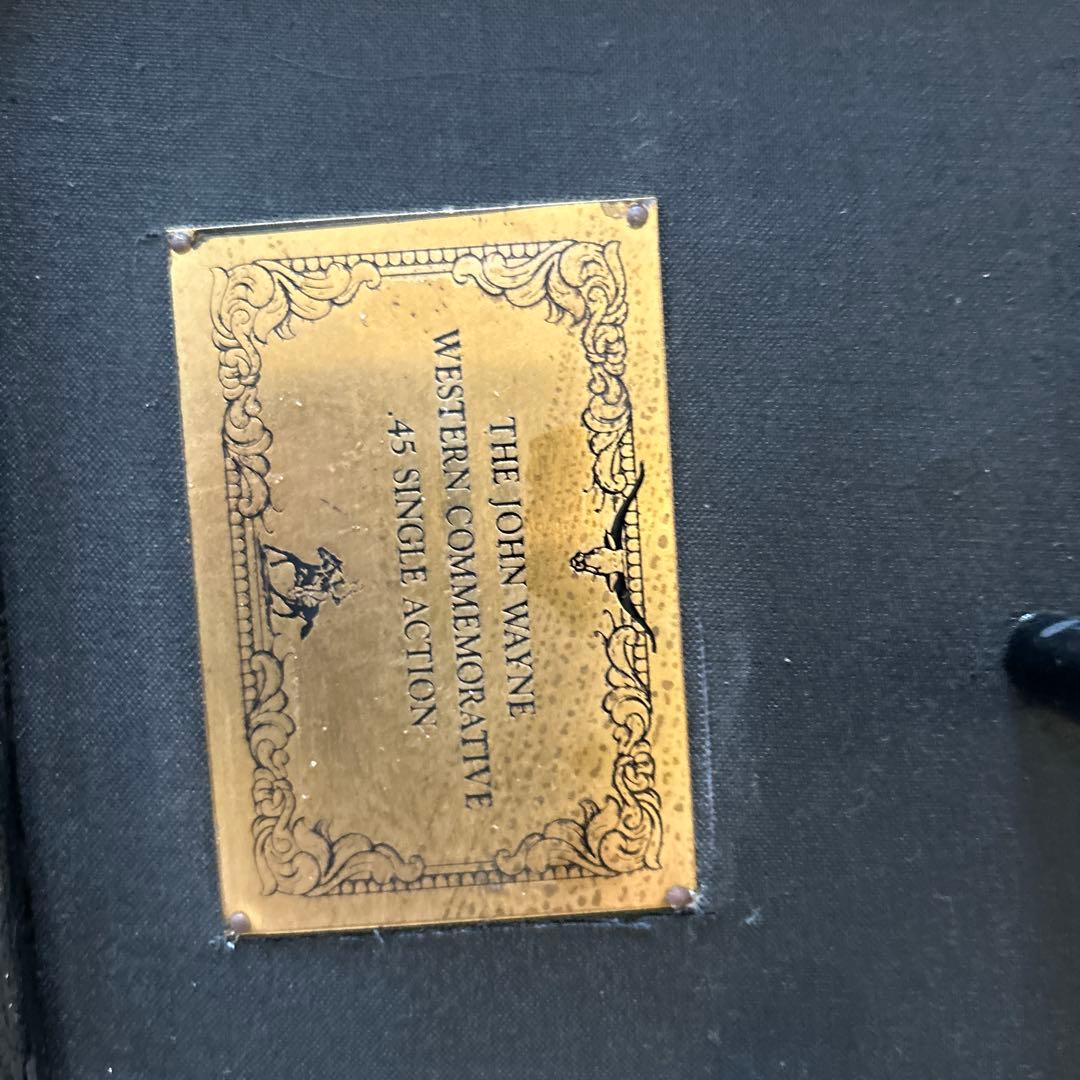 THE JOHN WAYNE
WESTERN COMMEMORATIVE
.45 SINGLE ACTION